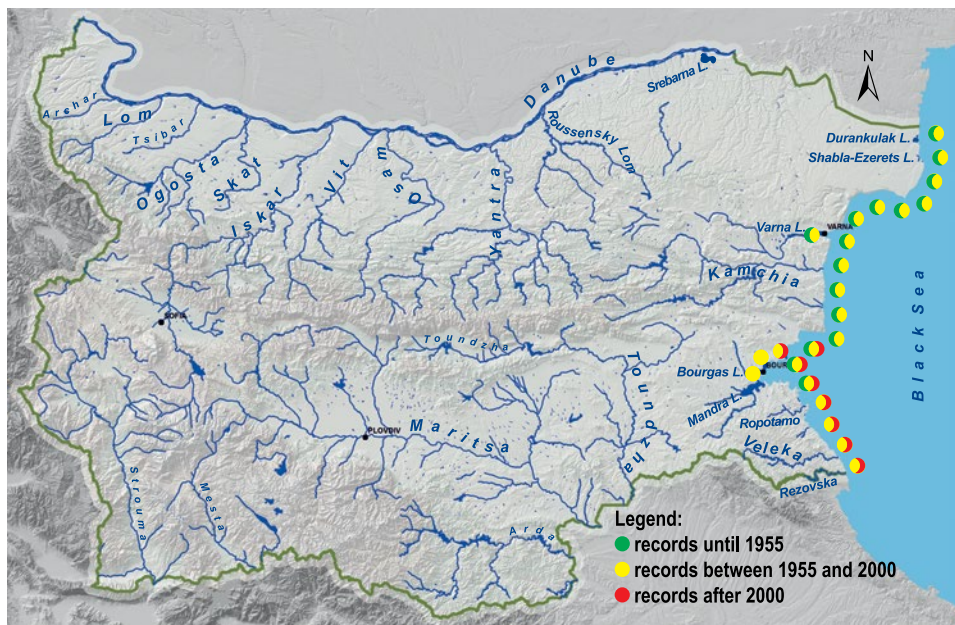 N
Danube
Srebarna L.
Archar
Lom
Tsibar
Roussensky Lom
Durankulak L.
Shabla-Ezerets L.
Ogosta
Skat
Iskar
Vit
Osam
Yantra
Varna L.
VARNA
Kamchia
Black Sea
SOFIA
Toundzha
Toundzha
Bourgas L.
Mandra L.
PLOVDIV
Maritsa
Ropotamo
Veleka
Rezovska
Strouma
Mesta
Arda
Legend:
records until 1955
records between 1955 and 2000
records after 2000